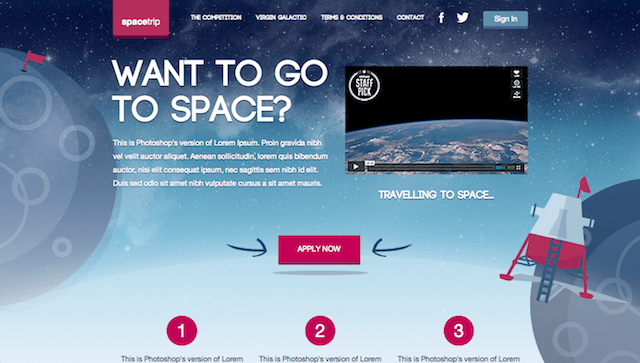 spacetrip
THE COMPETITION
VIRGIN GALACTIC
TERMS & CONDITIONS
CONTACT
Sign In
WANT TO GO
TO SPACE?
This is Photoshop's version of Lorem Ipsum. Proin gravida nibh
vel velit auctor aliquet. Aenean sollicitudin, lorem quis bibendum
auctor, nisi elit consequat ipsum, nec sagittis sem nibh id elit.
Duis sed odio sit amet nibh vulputate cursus a sit amet mauris.
STAFF
PICK
TRAVELLING TO SPACE...
APPLY NOW
1
2
3
This is Photoshop's version of Lorem
This is Photoshop's version of Lorem
This is Photoshop's version of Lorem